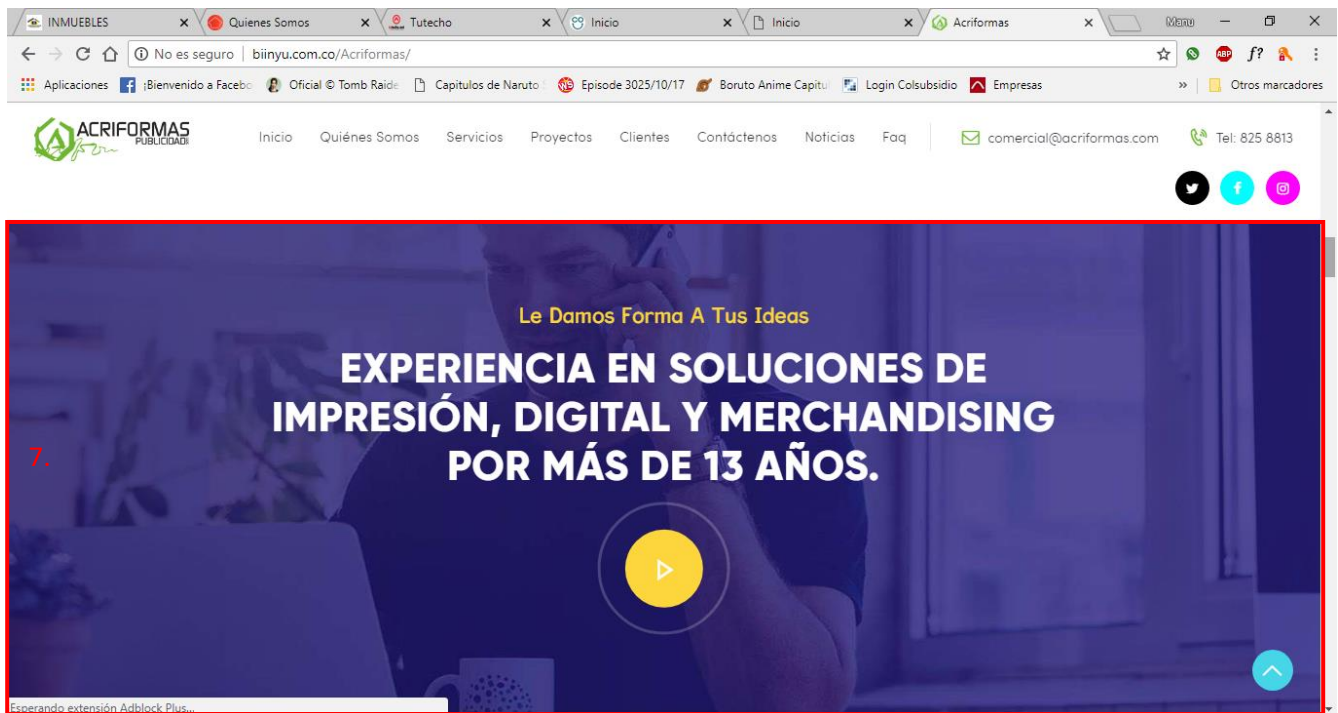 INMUEBLES
Quienes Somos
Tutecho
Inicio
Inicio
Acriformas
Manu
No es seguro | biinyu.com.co/Acriformas/
ABP
f?
Aplicaciones
¡Bienvenido a Facebo
Oficial © Tomb Raide
Capitulos de Naruto S
Episode 3025/10/17
Boruto Anime Capitu
Login Colsubsidio
Empresas
»
Otros marcadores
ACRIFORMAS
PUBLICIDAD
Inicio
Quiénes Somos
Servicios
Proyectos
Clientes
Contáctenos
Noticias
Faq
comercial@acriformas.com
Tel: 825 8813
Le Damos Forma A Tus Ideas
EXPERIENCIA EN SOLUCIONES DE
IMPRESIÓN, DIGITAL Y MERCHANDISING
POR MÁS DE 13 AÑOS.
7.
Esperando extensión Adblock Plus...